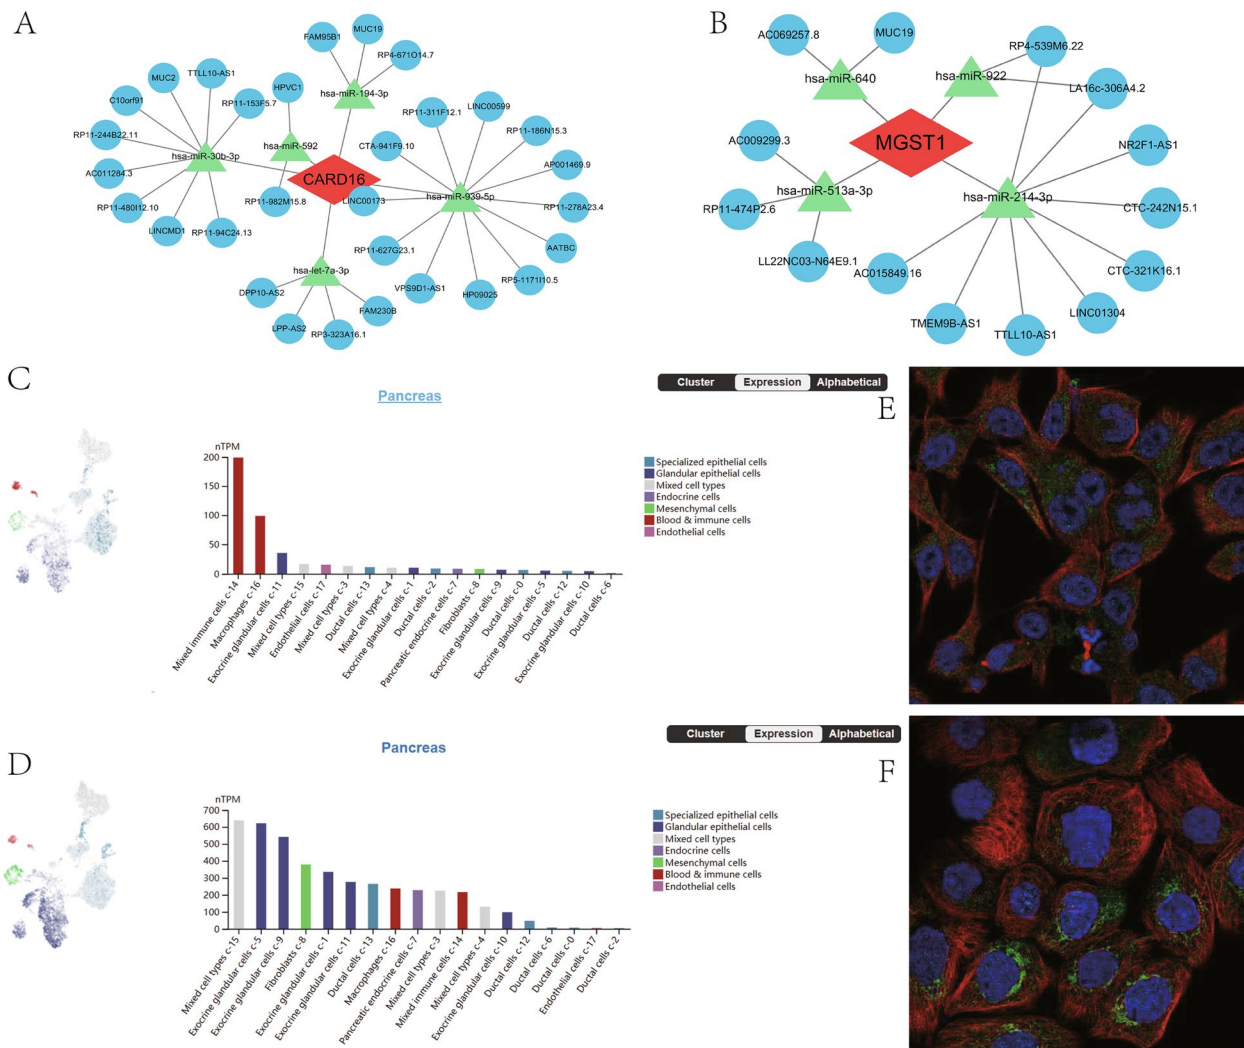 A
FAM95B1
MUC19
RP4-671O14.7
MUC2
TTLL10-AS1
HPVC1
hsa-miR-194-3p
C10orf91
RP11-153F5.7
RP11-311F12.1
LINC00599
RP11-244B22.11
hsa-miR-592
CTA-941F9.10
RP11-186N15.3
hsa-miR-30b-3p
AP001469.9
AC011284.3
CARD16
hsa-miR-939-5p
RP11-480I12.10
RP11-982M15.8
LINC00173
RP11-278A23.4
LINCMD1
RP11-94C24.13
RP11-627G23.1
AATBC
hsa-let-7a-3p
RP5-1171I10.5
DPP10-AS2
VPS9D1-AS1
HP09025
FAM230B
LPP-AS2
RP3-323A16.1
B
AC069257.8
MUC19
RP4-539M6.22
hsa-miR-640
hsa-miR-922
LA16c-306A4.2
AC009299.3
MGST1
NR2F1-AS1
hsa-miR-513a-3p
hsa-miR-214-3p
RP11-474P2.6
CTC-242N15.1
LL22NC03-N64E9.1
AC015849.16
CTC-321K16.1
LINC01304
TMEM9B-AS1
TTLL10-AS1
C
Pancreas
Cluster Expression Alphabetical
nTPM
200
150
100
50
0
Mixed immune cells c-14
Macrophages c-16
Exocrine glandular cells c-11
Mixed cell types c-15
Endothelial cells c-17
Mixed cell types c-3
Ductal cells c-13
Mixed cell types c-4
Exocrine glandular cells c-1
Ductal cells c-2
Pancreatic endocrine cells c-7
Fibroblasts c-8
Exocrine glandular cells c-9
Ductal cells c-0
Exocrine glandular cells c-5
Ductal cells c-12
Exocrine glandular cells c-10
Ductal cells c-6
Specialized epithelial cells
Glandular epithelial cells
Mixed cell types
Endocrine cells
Mesenchymal cells
Blood & immune cells
Endothelial cells
E
D
Pancreas
Cluster Expression Alphabetical
nTPM
700
600
500
400
300
200
100
0
Mixed cell types c-15
Exocrine glandular cells c-5
Exocrine glandular cells c-9
Fibroblasts c-8
Exocrine glandular cells c-1
Exocrine glandular cells c-11
Ductal cells c-13
Macrophages c-16
Pancreatic endocrine cells c-7
Mixed cell types c-3
Mixed immune cells c-14
Mixed cell types c-4
Exocrine glandular cells c-10
Ductal cells c-12
Ductal cells c-6
Ductal cells c-0
Endothelial cells c-17
Ductal cells c-2
Specialized epithelial cells
Glandular epithelial cells
Mixed cell types
Endocrine cells
Mesenchymal cells
Blood & immune cells
Endothelial cells
F